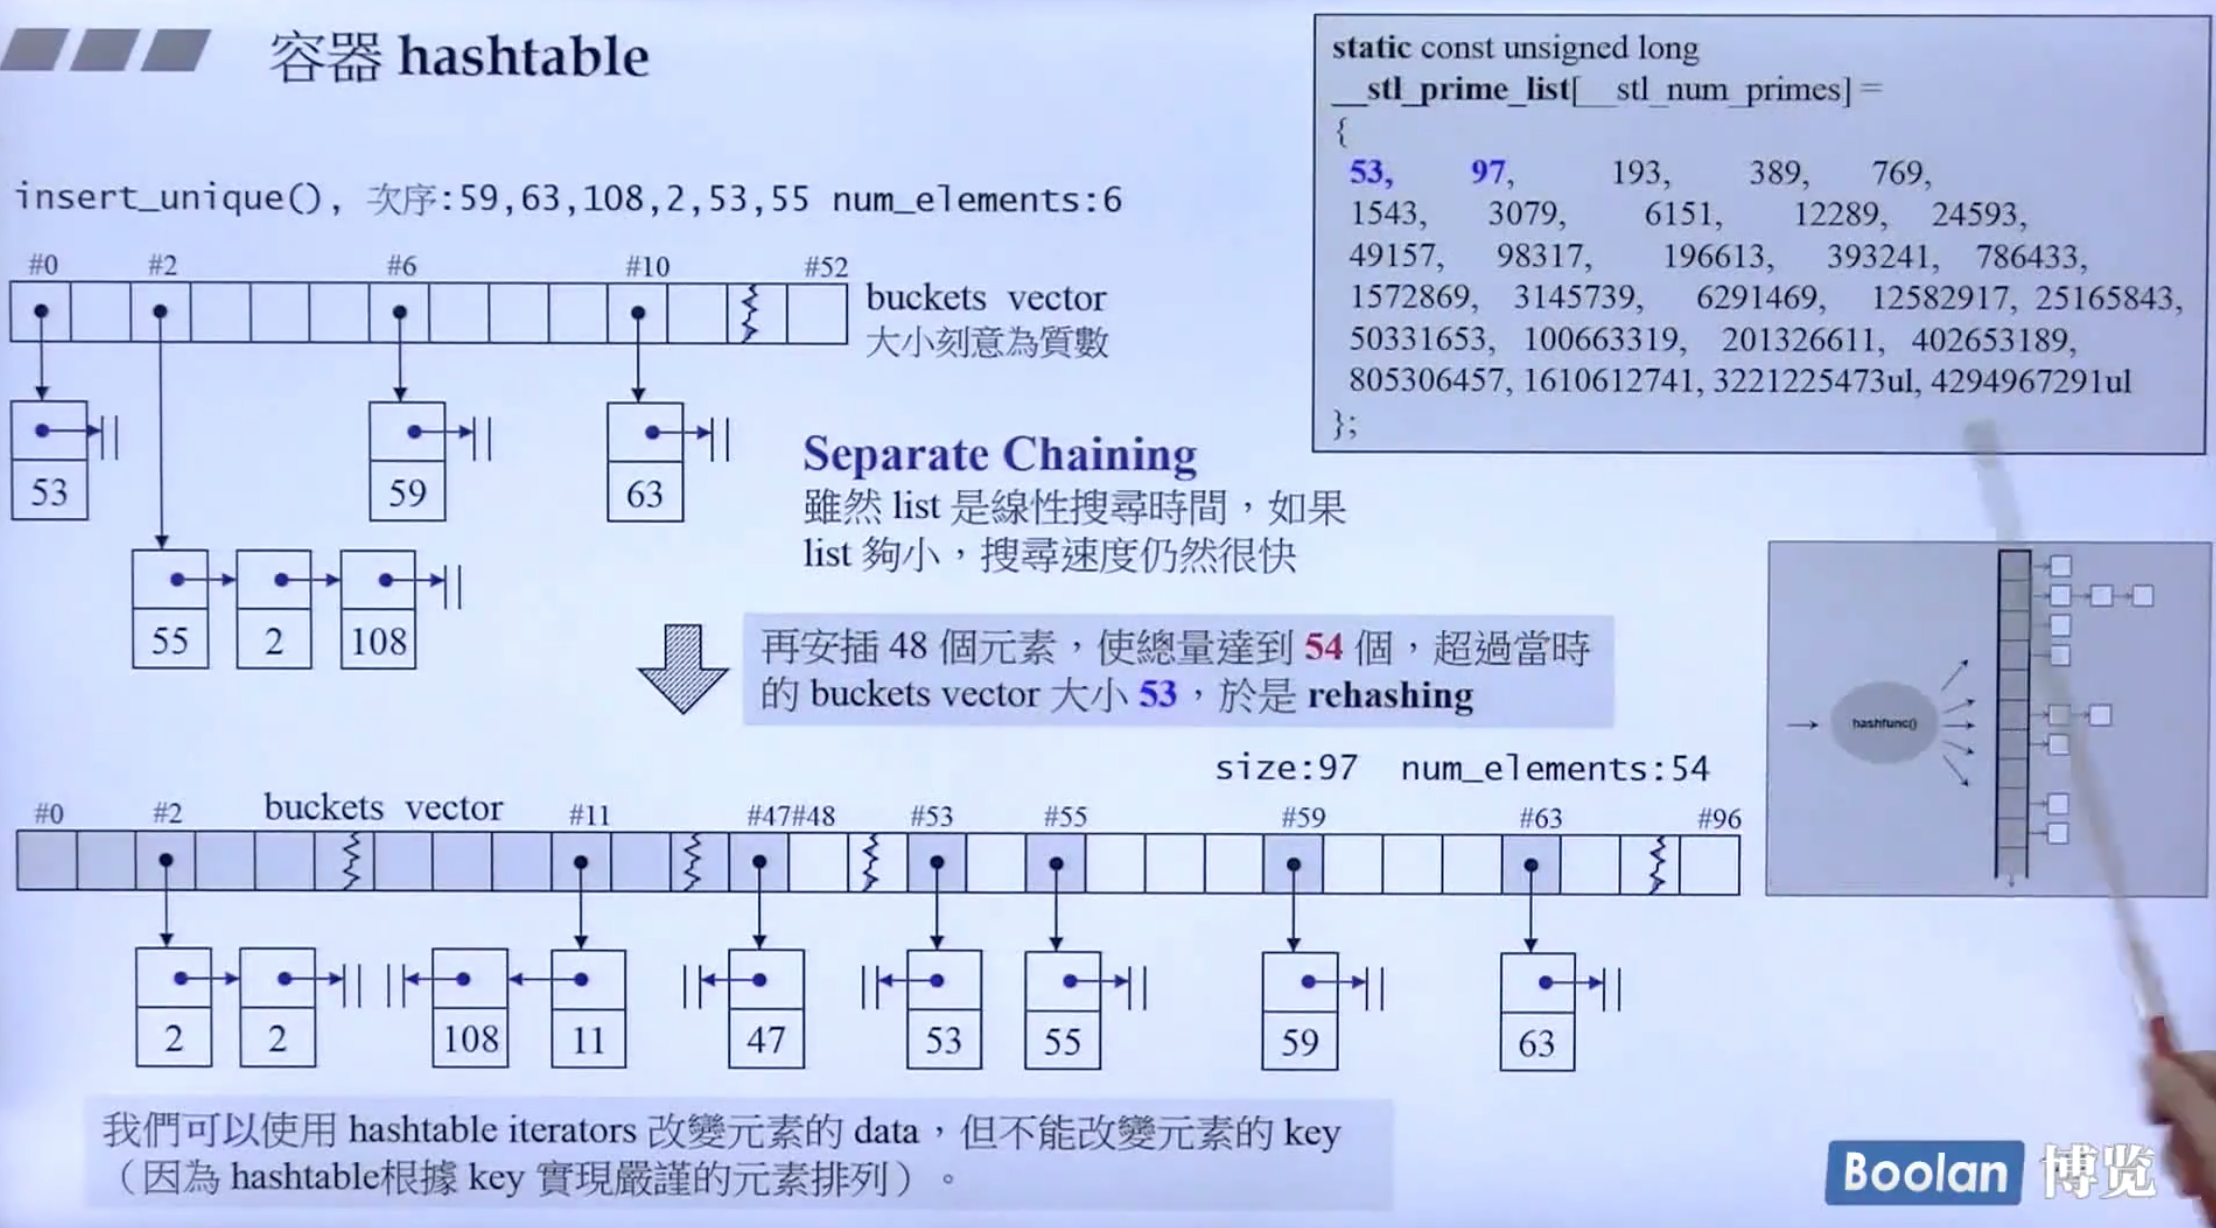 容器 hashtable
insert_unique(), 次序:59,63,108,2,53,55 num_elements:6
#0 #2 #6 #10 #52
buckets vector
大小刻意為質數
53 59 63
55 2 108
Separate Chaining
雖然 list 是線性搜尋時間，如果
list 夠小，搜尋速度仍然很快
static const unsigned long
__stl_prime_list[__stl_num_primes] =
{
53, 97, 193, 389, 769,
1543, 3079, 6151, 12289, 24593,
49157, 98317, 196613, 393241, 786433,
1572869, 3145739, 6291469, 12582917, 25165843,
50331653, 100663319, 201326611, 402653189,
805306457, 1610612741, 3221225473ul, 4294967291ul
};
再安插 48 個元素，使總量達到 54 個，超過當時
的 buckets vector 大小 53，於是 rehashing
hashfunc()
size:97 num_elements:54
#0 #2 buckets vector #11 #47#48 #53 #55 #59 #63 #96
2 2 108 11 47 53 55 59 63
我們可以使用 hashtable iterators 改變元素的 data，但不能改變元素的 key
（因為 hashtable根據 key 實現嚴謹的元素排列）。
Boolan 博览